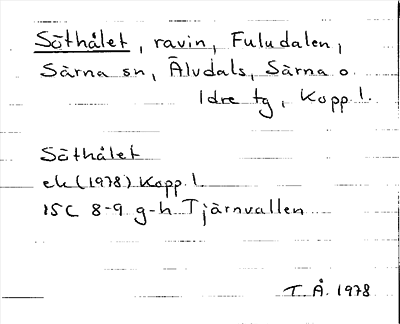 Söthålet, ravin, Fuludalen,
Särna sn, Älvdals, Särna o.
Idre tg, Kopp. l.
Söthålet
ek (1978) Kopp. l.
15C 8-9 g-h Tjärnvallen
T. Å. 1978